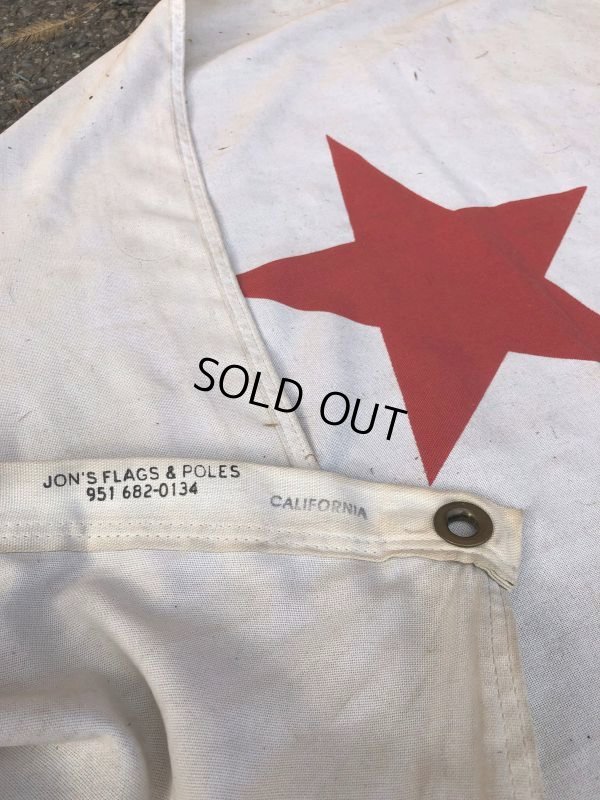 SOLD OUT
JON'S FLAGS & POLES
951 682-0134
CALIFORNIA